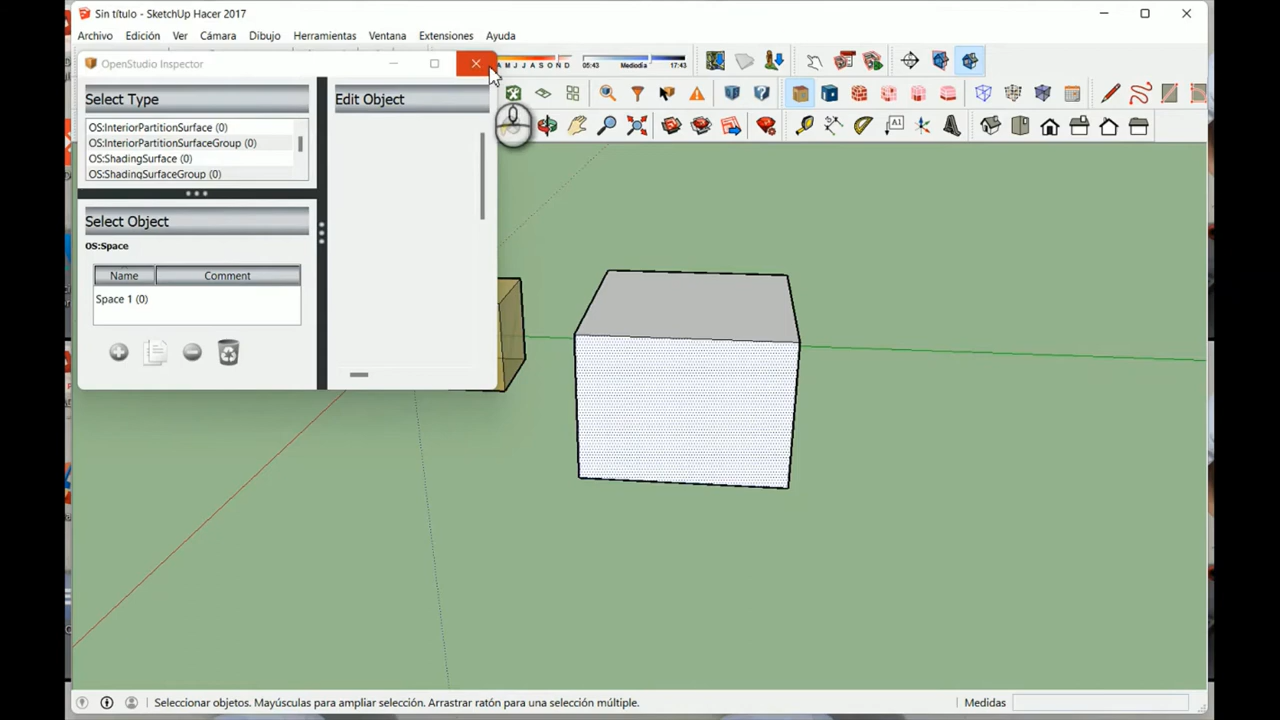 Sin título - SketchUp Hacer 2017
Archivo Edición Ver Cámara Dibujo Herramientas Ventana Extensiones Ayuda
OpenStudio Inspector
A M J J A S O N D 05:43 Mediodía 17:43
Select Type
Edit Object
OS:InteriorPartitionSurface (0)
OS:InteriorPartitionSurfaceGroup (0)
OS:ShadingSurface (0)
OS:ShadingSurfaceGroup (0)
A1
Select Object
OS:Space
Name Comment
Space 1 (0)
Seleccionar objetos. Mayúsculas para ampliar selección. Arrastrar ratón para una selección múltiple.
Medidas